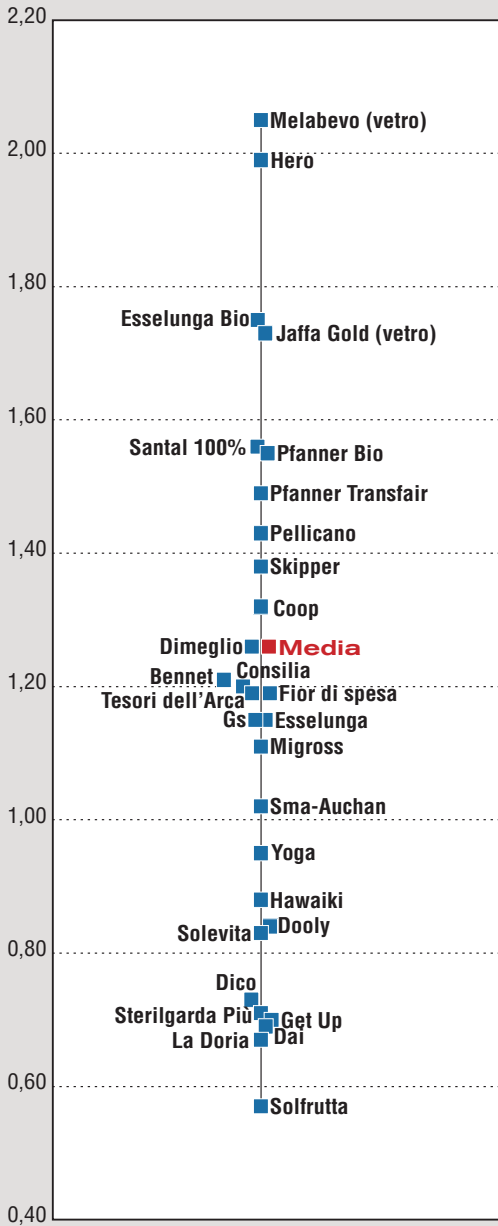 2,20
Melabevo (vetro)
2,00
Hero
1,80
Esselunga Bio
Jaffa Gold (vetro)
1,60
Santal 100%
Pfanner Bio
Pfanner Transfair
Pellicano
1,40
Skipper
Coop
Dimeglio
Media
Consilia
Bennet
1,20
Tesori dell'Arca
Fior di spesa
Gs
Esselunga
Migross
Sma-Auchan
1,00
Yoga
Hawaiki
Dooly
Solevita
0,80
Dico
Sterilgarda Più
Get Up
Dai
La Doria
0,60
Solfrutta
0,40